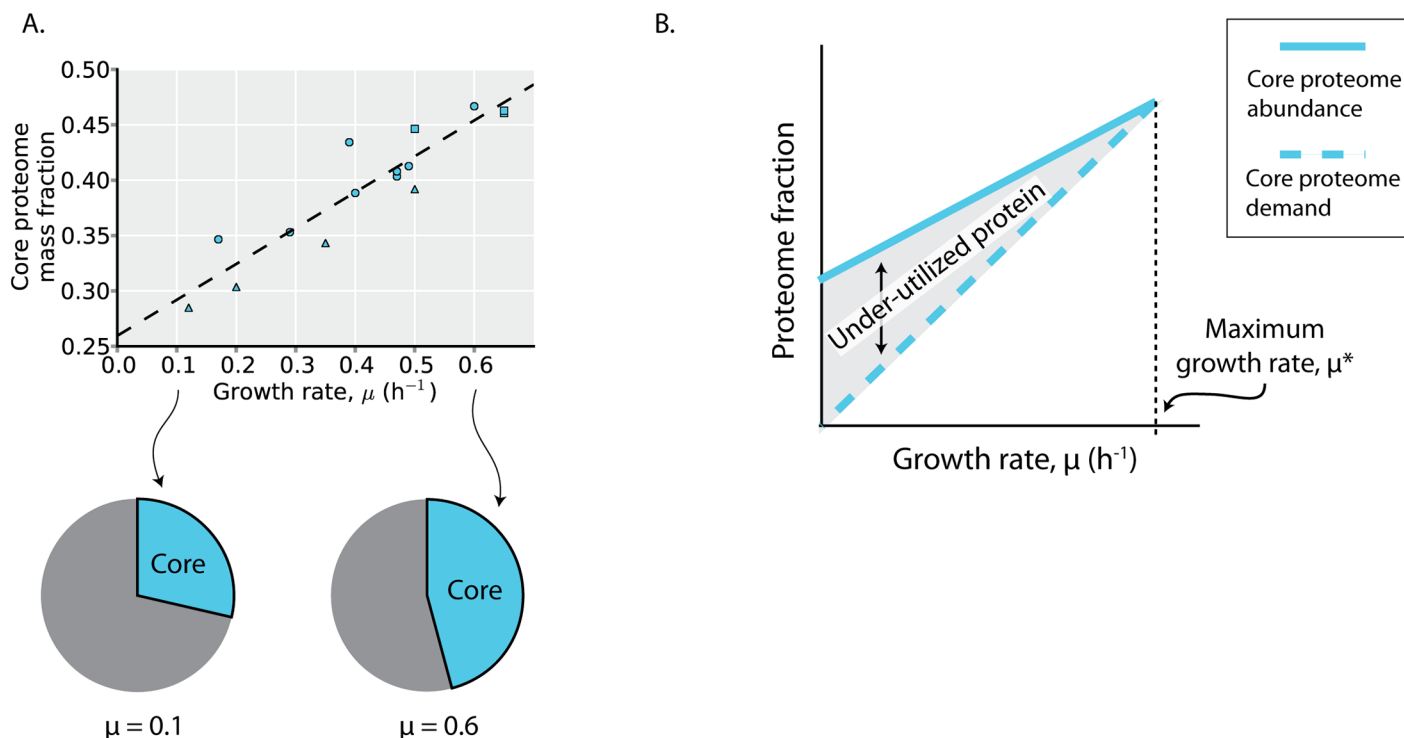 A.
Core proteome
mass fraction
0.50
0.45
0.40
0.35
0.30
0.25
0.0 0.1 0.2 0.3 0.4 0.5 0.6
Growth rate, μ (h⁻¹)
Core
Core
μ = 0.1
μ = 0.6
B.
Proteome fraction
Under-utilized protein
Growth rate, μ (h⁻¹)
Maximum
growth rate, μ*
Core proteome
abundance
Core proteome
demand